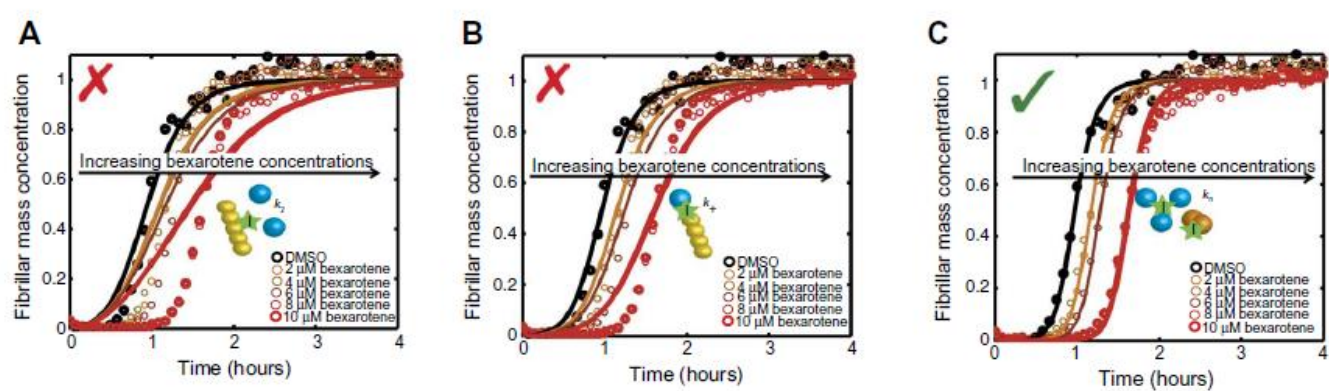 A
Fibrillar mass concentration
1
0.8
0.6
0.4
0.2
0
Increasing bexarotene concentrations
k2
I
DMSO
2 µM bexarotene
4 µM bexarotene
6 µM bexarotene
8 µM bexarotene
10 µM bexarotene
0 1 2 3 4
Time (hours)
B
Fibrillar mass concentration
1
0.8
0.6
0.4
0.2
0
Increasing bexarotene concentrations
k+
I
DMSO
2 µM bexarotene
4 µM bexarotene
6 µM bexarotene
8 µM bexarotene
10 µM bexarotene
0 1 2 3 4
Time (hours)
C
Fibrillar mass concentration
1
0.8
0.6
0.4
0.2
0
Increasing bexarotene concentrations
kn
I
I
DMSO
2 µM bexarotene
4 µM bexarotene
6 µM bexarotene
8 µM bexarotene
10 µM bexarotene
0 1 2 3 4
Time (hours)